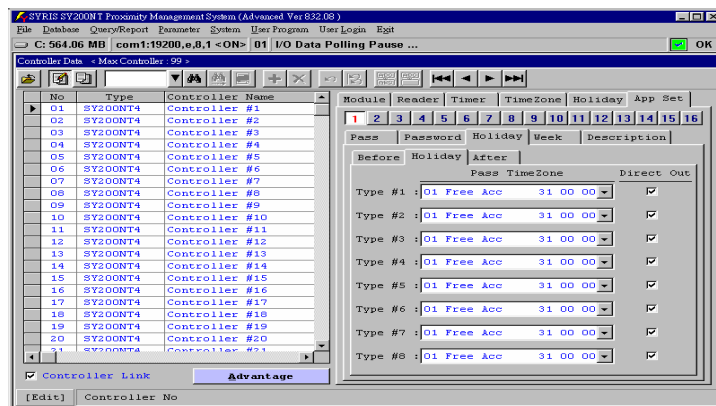 SYRIS SY200NT Proximity Management System (Advanced Ver 832.08 )
File Database Query/Report Parameter System User Program User Login Exit
C: 564.06 MB com1:19200,e,8,1 <ON> 01 I/O Data Polling Pause ... OK
Controller Data < Max Controller : 99 >
No Type Controller Name
01 SY200NT4 Controller #1
02 SY200NT4 Controller #2
03 SY200NT4 Controller #3
04 SY200NT4 Controller #4
05 SY200NT4 Controller #5
06 SY200NT4 Controller #6
07 SY200NT4 Controller #7
08 SY200NT4 Controller #8
09 SY200NT4 Controller #9
10 SY200NT4 Controller #10
11 SY200NT4 Controller #11
12 SY200NT4 Controller #12
13 SY200NT4 Controller #13
14 SY200NT4 Controller #14
15 SY200NT4 Controller #15
16 SY200NT4 Controller #16
17 SY200NT4 Controller #17
18 SY200NT4 Controller #18
19 SY200NT4 Controller #19
20 SY200NT4 Controller #20
21 SY200NT4 Controller #21
Controller Link Advantage
Module Reader Timer TimeZone Holiday App Set
1 2 3 4 5 6 7 8 9 10 11 12 13 14 15 16
Pass Password Holiday Week Description
Before Holiday After
Pass TimeZone Direct Out
Type #1 : 01 Free Acc 31 00 00
Type #2 : 01 Free Acc 31 00 00
Type #3 : 01 Free Acc 31 00 00
Type #4 : 01 Free Acc 31 00 00
Type #5 : 01 Free Acc 31 00 00
Type #6 : 01 Free Acc 31 00 00
Type #7 : 01 Free Acc 31 00 00
Type #8 : 01 Free Acc 31 00 00
[Edit] Controller No